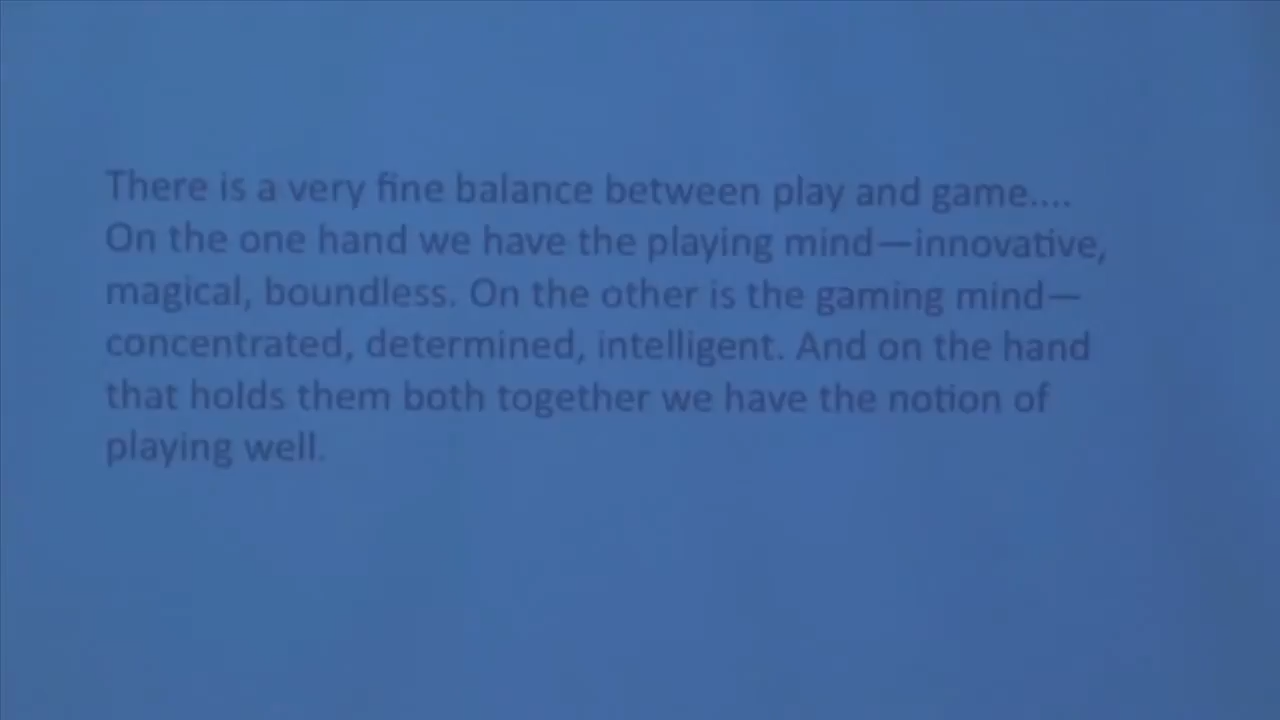 There is a very fine balance between play and game....
On the one hand we have the playing mind—innovative,
magical, boundless. On the other is the gaming mind—
concentrated, determined, intelligent. And on the hand
that holds them both together we have the notion of
playing well.